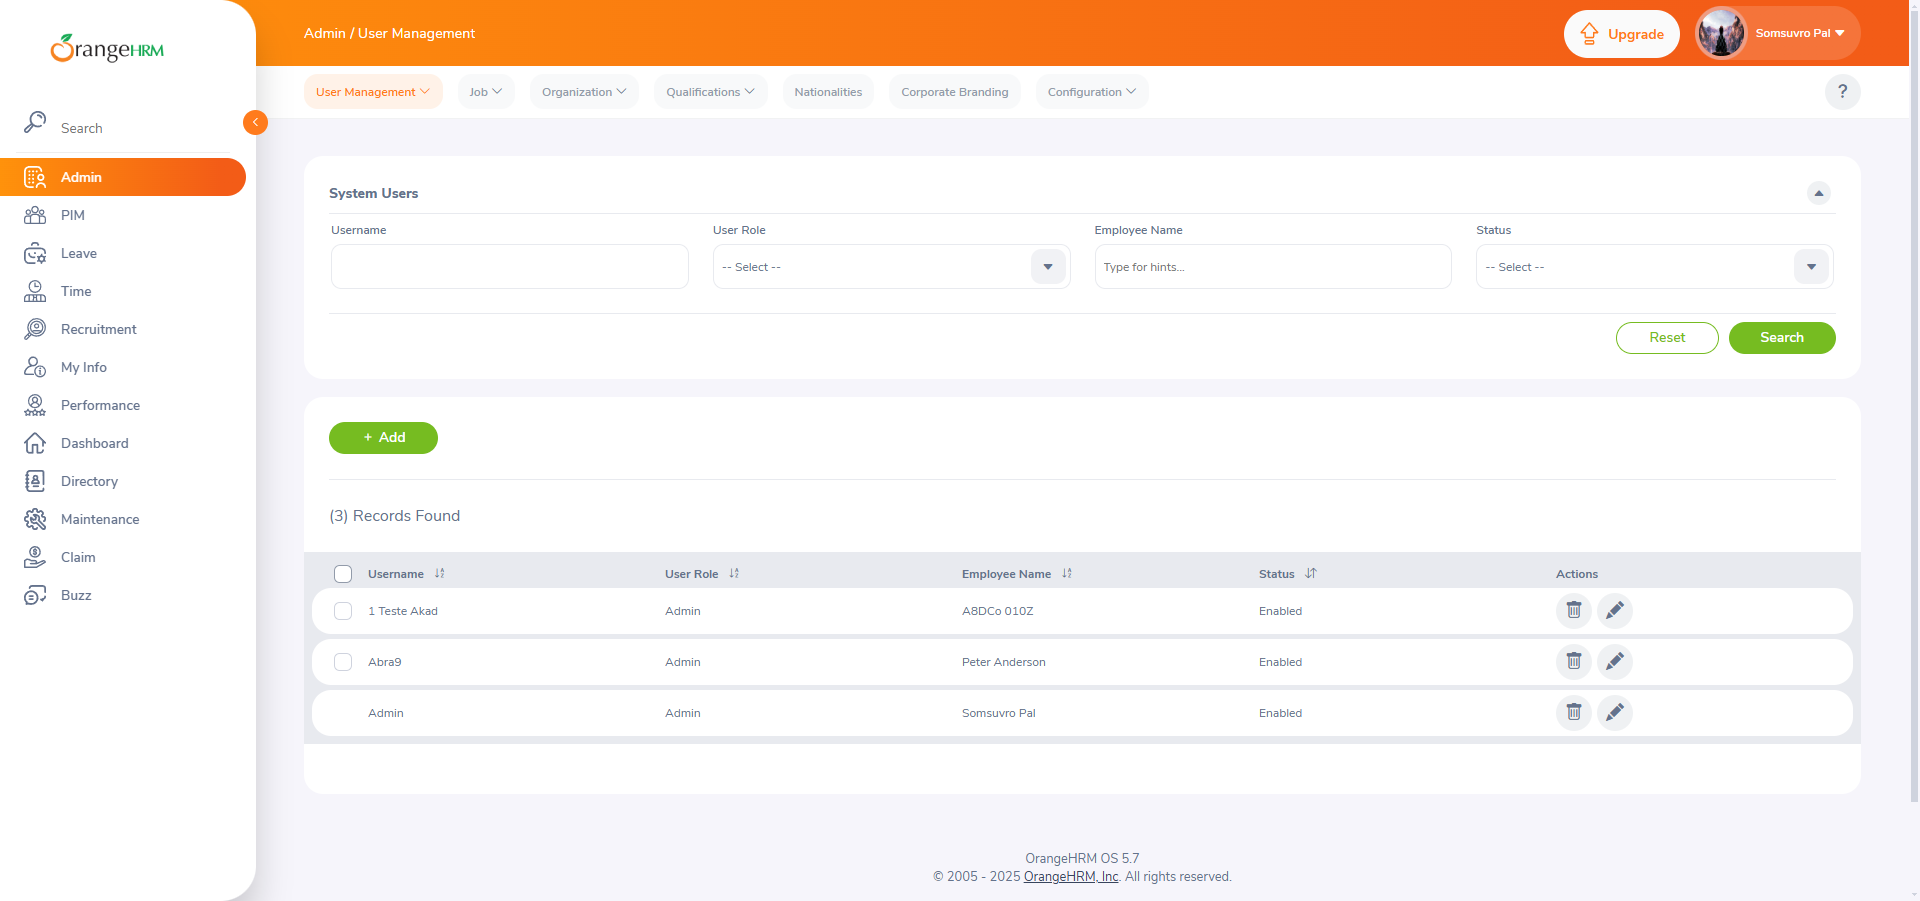 OrangeHRM
Admin / User Management
Upgrade
Somsuvro Pal
User Management
Job
Organization
Qualifications
Nationalities
Corporate Branding
Configuration
?
Search
Admin
PIM
Leave
Time
Recruitment
My Info
Performance
Dashboard
Directory
Maintenance
Claim
Buzz
System Users
Username
User Role
Employee Name
Status
-- Select --
Type for hints...
-- Select --
Reset
Search
+ Add
(3) Records Found
Username User Role Employee Name Status Actions
1 Teste Akad Admin A8DCo 010Z Enabled
Abra9 Admin Peter Anderson Enabled
Admin Admin Somsuvro Pal Enabled
OrangeHRM OS 5.7
© 2005 - 2025 OrangeHRM, Inc. All rights reserved.